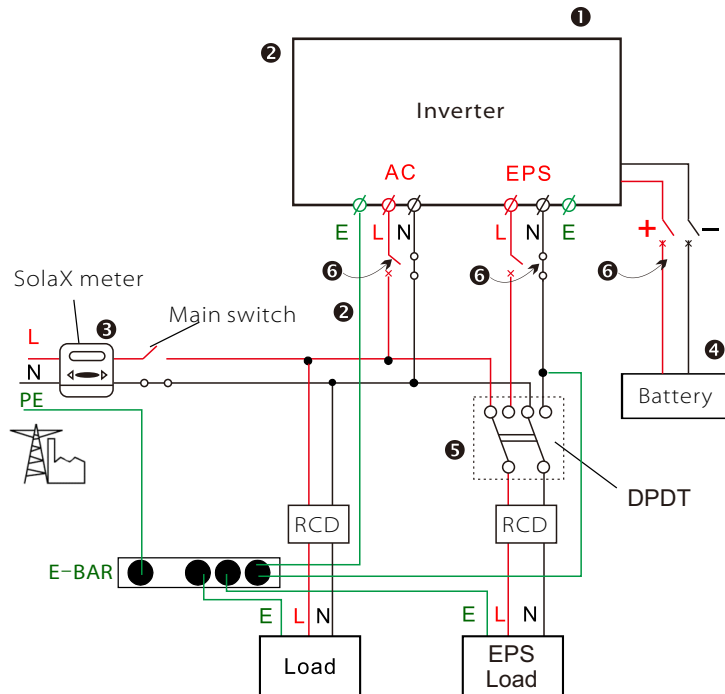 ❶
❷
Inverter
AC
EPS
E
L
N
L
N
E
+
−
❻
❻
❻
SolaX meter
❸
Main switch
❷
L
N
PE
❹
Battery
❺
DPDT
RCD
RCD
E-BAR
E
L
N
E
L
N
Load
EPS
Load